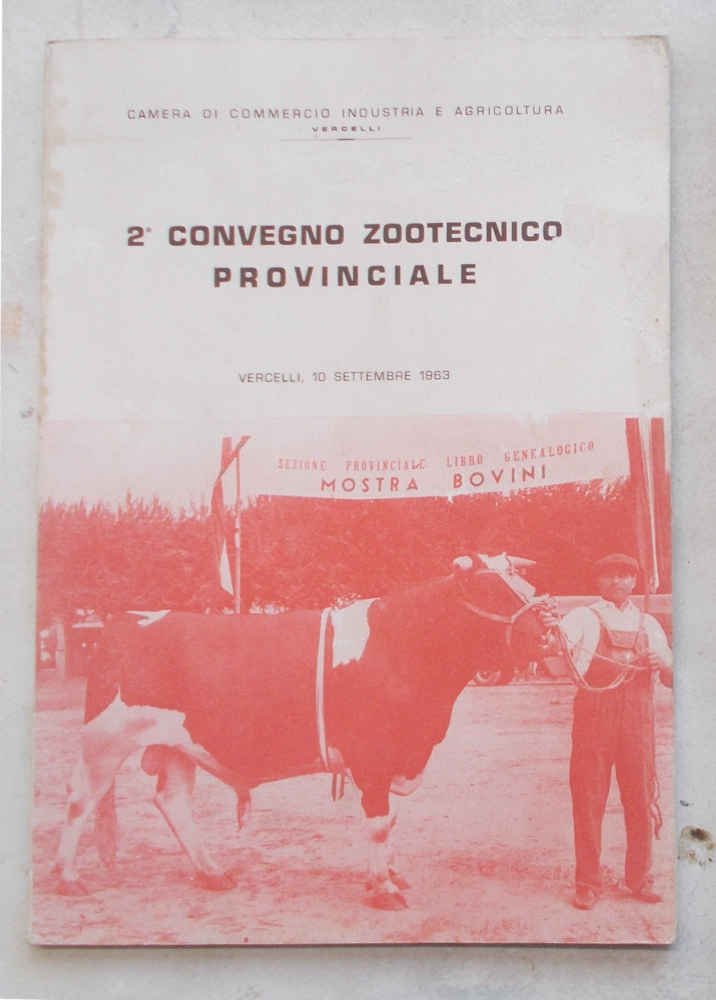 CAMERA DI COMMERCIO INDUSTRIA E AGRICOLTURA
VERCELLI
2° CONVEGNO ZOOTECNICO
PROVINCIALE
VERCELLI, 10 SETTEMBRE 1963
SEZIONE PROVINCIALE LIBRO GENEALOGICO
MOSTRA BOVINI